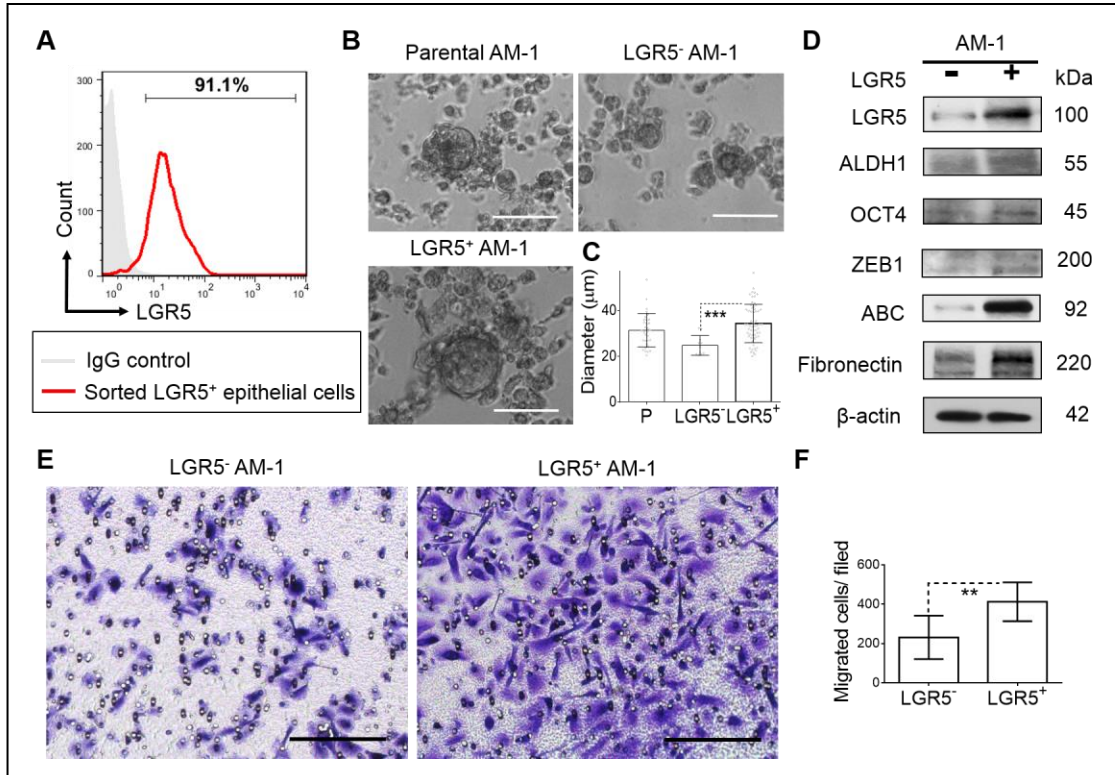 A
91.1%
300
200
100
0
10⁰ 10¹ 10² 10³ 10⁴
Count
LGR5
IgG control
Sorted LGR5⁺ epithelial cells
B
Parental AM-1
LGR5⁻ AM-1
LGR5⁺ AM-1
C
Diameter (μm)
40
20
0
***
P LGR5⁻ LGR5⁺
D
AM-1
LGR5 - + kDa
LGR5 100
ALDH1 55
OCT4 45
ZEB1 200
ABC 92
Fibronectin 220
β-actin 42
E
LGR5⁻ AM-1
LGR5⁺ AM-1
F
Migrated cells/ filed
600
400
200
0
**
LGR5⁻ LGR5⁺